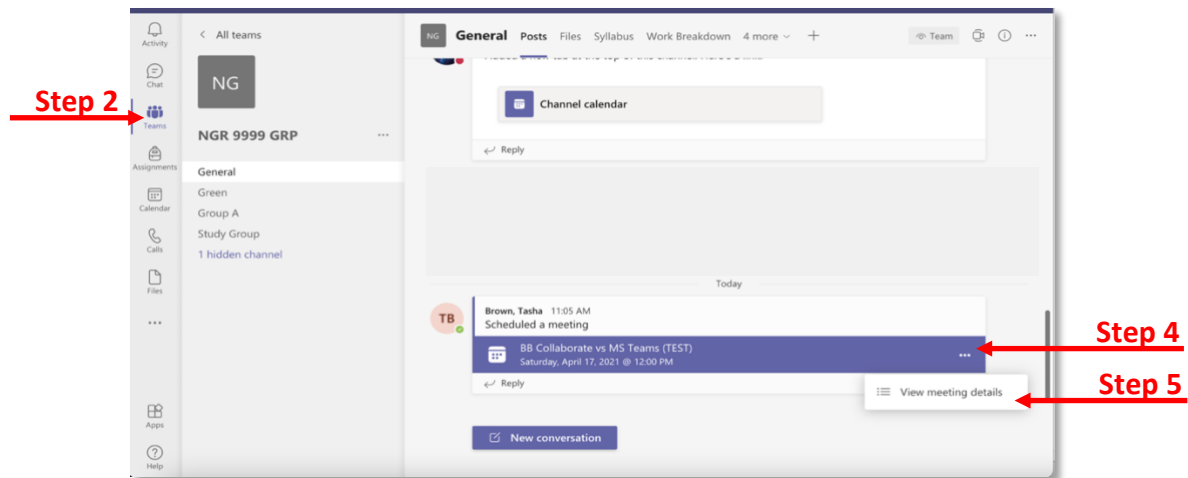 Activity
Chat
Step 2
Teams
Assignments
Calendar
Calls
Files
...
Apps
Help
< All teams
NG
NGR 9999 GRP ...
General
Green
Group A
Study Group
1 hidden channel
NG General Posts Files Syllabus Work Breakdown 4 more + Team ...
Channel calendar
Reply
Today
TB
Brown, Tasha 11:05 AM
Scheduled a meeting
BB Collaborate vs MS Teams (TEST)
Saturday, April 17, 2021 @ 12:00 PM
...
Step 4
Reply
View meeting details
Step 5
New conversation